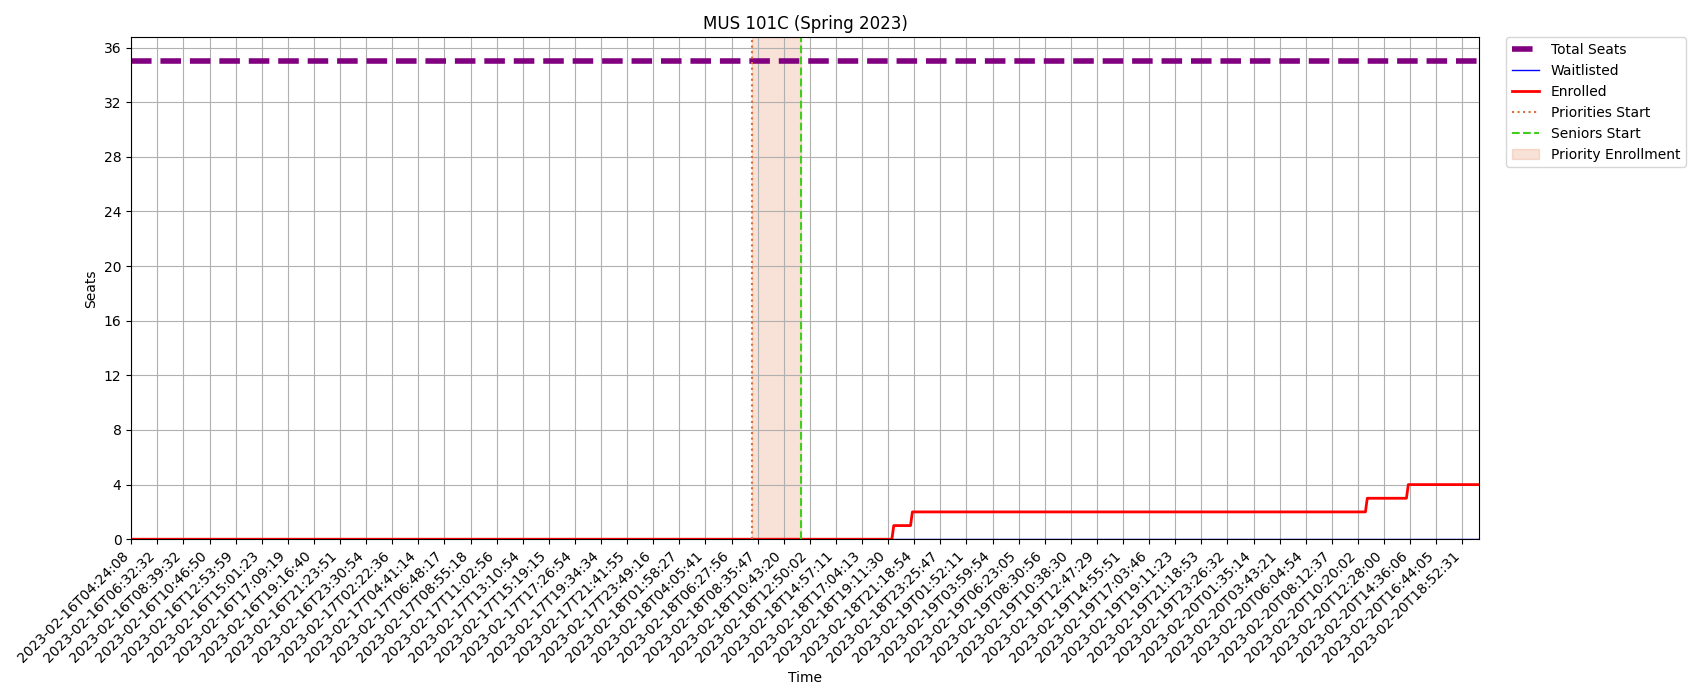 MUS 101C (Spring 2023)
36
32
28
24
20
16
12
8
4
0
Seats
2023-02-16T04:24:08
2023-02-16T06:32:32
2023-02-16T08:39:32
2023-02-16T10:46:50
2023-02-16T12:53:59
2023-02-16T15:01:23
2023-02-16T17:09:19
2023-02-16T19:16:40
2023-02-16T21:23:51
2023-02-16T23:30:54
2023-02-17T02:22:36
2023-02-17T04:41:14
2023-02-17T06:48:17
2023-02-17T08:55:18
2023-02-17T11:02:56
2023-02-17T13:10:54
2023-02-17T15:19:15
2023-02-17T17:26:54
2023-02-17T19:34:34
2023-02-17T21:41:55
2023-02-17T23:49:16
2023-02-18T01:58:27
2023-02-18T04:05:41
2023-02-18T06:27:56
2023-02-18T08:35:47
2023-02-18T10:43:20
2023-02-18T12:50:02
2023-02-18T14:57:11
2023-02-18T17:04:13
2023-02-18T19:11:30
2023-02-18T21:18:54
2023-02-18T23:25:47
2023-02-19T01:52:11
2023-02-19T03:59:54
2023-02-19T06:23:05
2023-02-19T08:30:56
2023-02-19T10:38:30
2023-02-19T12:47:29
2023-02-19T14:55:51
2023-02-19T17:03:46
2023-02-19T19:11:23
2023-02-19T21:18:53
2023-02-19T23:26:32
2023-02-20T01:35:14
2023-02-20T03:43:21
2023-02-20T06:04:54
2023-02-20T08:12:37
2023-02-20T10:20:02
2023-02-20T12:28:00
2023-02-20T14:36:06
2023-02-20T16:44:05
2023-02-20T18:52:31
Time
Total Seats
Waitlisted
Enrolled
Priorities Start
Seniors Start
Priority Enrollment